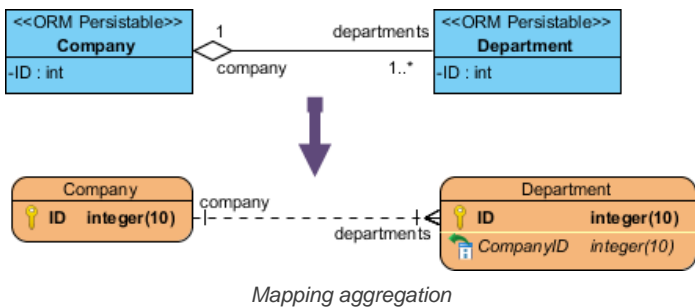 <<ORM Persistable>>
Company
-ID : int
1
company
departments
1..*
<<ORM Persistable>>
Department
-ID : int
Company
ID integer(10)
company
departments
Department
ID integer(10)
CompanyID integer(10)
Mapping aggregation